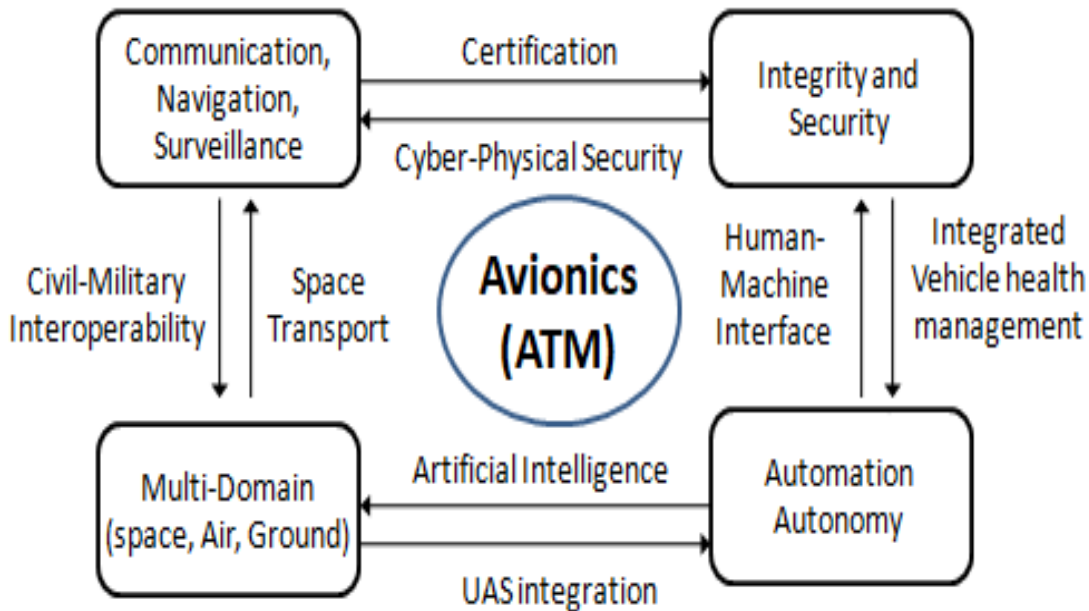 Communication,
Navigation,
Surveillance
Certification
Cyber-Physical Security
Integrity and
Security
Civil-Military
Interoperability
Space
Transport
Avionics
(ATM)
Human-
Machine
Interface
Integrated
Vehicle health
management
Multi-Domain
(space, Air, Ground)
Artificial Intelligence
UAS integration
Automation
Autonomy